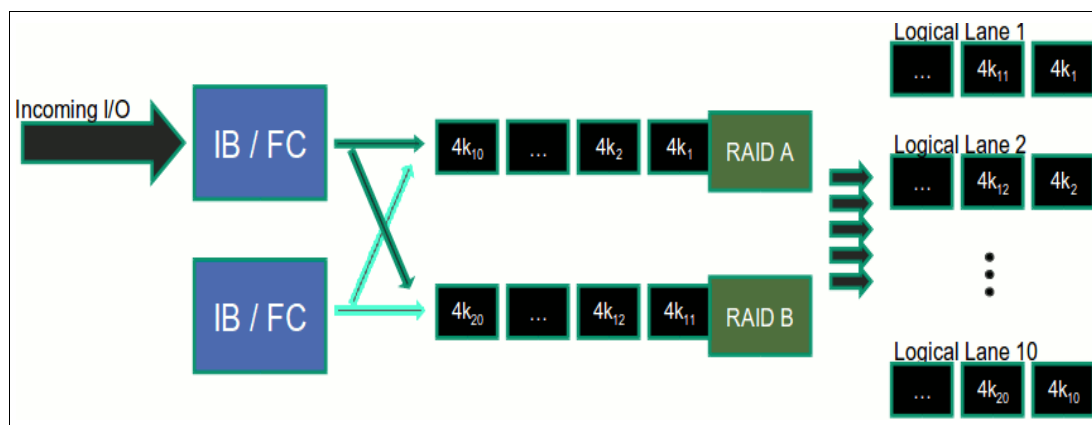 Incoming I/O
IB / FC
IB / FC
4k₁₀ ... 4k₂ 4k₁ RAID A
4k₂₀ ... 4k₁₂ 4k₁₁ RAID B
Logical Lane 1
... 4k₁₁ 4k₁
Logical Lane 2
... 4k₁₂ 4k₂
Logical Lane 10
... 4k₂₀ 4k₁₀